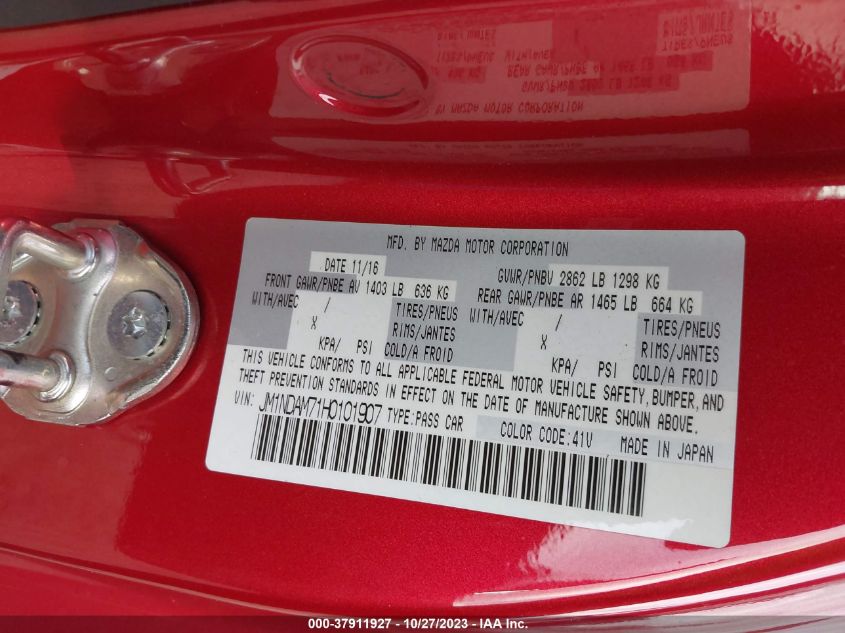 MFD. BY MAZDA MOTOR CORPORATION
DATE 11/16 GVWR/PNBV 2862 LB 1298 KG
FRONT GAWR/PNBE AV 1403 LB 636 KG REAR GAWR/PNBE AR 1465 LB 664 KG
WITH/AVEC / TIRES/PNEUS WITH/AVEC / TIRES/PNEUS
X RIMS/JANTES X RIMS/JANTES
KPA/ PSI COLD/A FROID KPA/ PSI COLD/A FROID
THIS VEHICLE CONFORMS TO ALL APPLICABLE FEDERAL MOTOR VEHICLE SAFETY, BUMPER, AND
THEFT PREVENTION STANDARDS IN EFFECT ON THE DATE OF MANUFACTURE SHOWN ABOVE.
VIN: JM1NDAM71H0101907 TYPE:PASS CAR COLOR CODE:41V MADE IN JAPAN
000-37911927 - 10/27/2023 - IAA Inc.